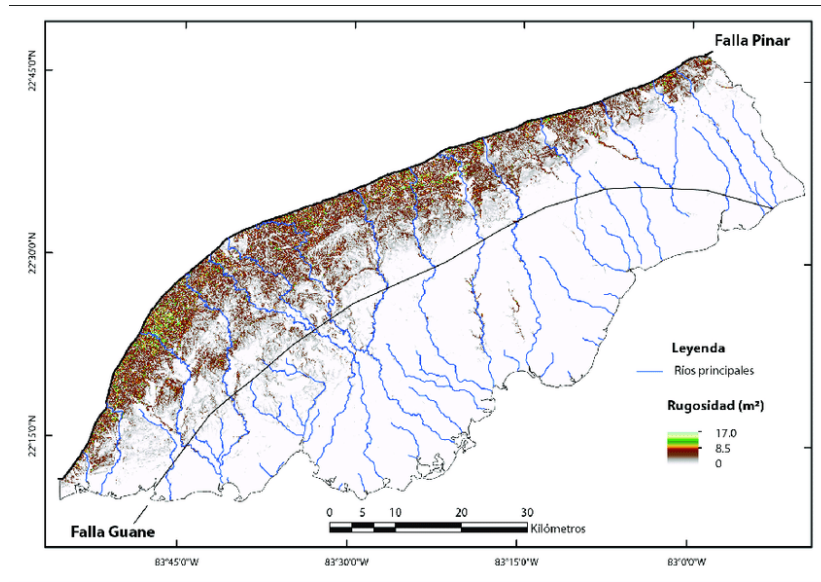 Falla Pinar
22°45'0"N
22°30'0"N
22°15'0"N
Leyenda
Ríos principales
Rugosidad (m²)
17.0
8.5
0
Falla Guane
0 5 10 20 30
Kilómetros
83°45'0"W 83°30'0"W 83°15'0"W 83°0'0"W